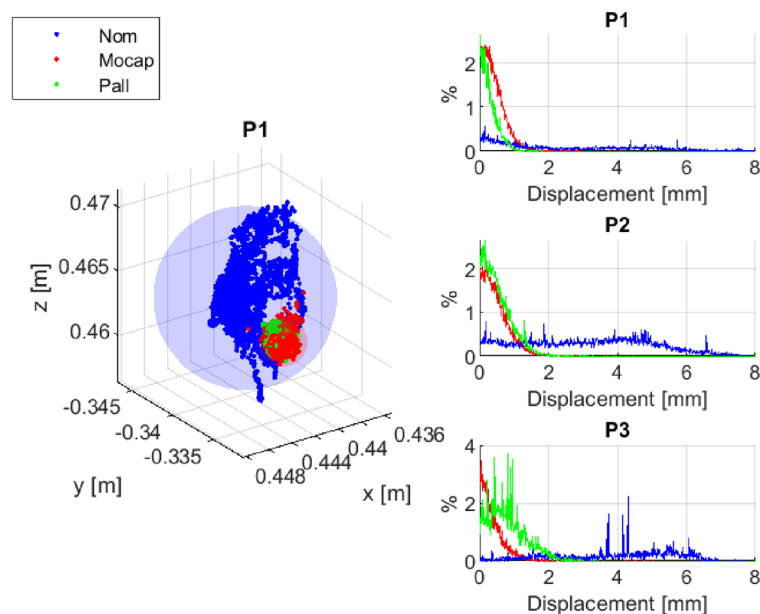 Nom
Mocap
Pall
P1
0.47
0.465
0.46
z [m]
-0.345
-0.34
-0.335
y [m]
0.448
0.444
0.44
0.436
x [m]
P1
2
1
0
%
0 2 4 6 8
Displacement [mm]
P2
2
1
0
%
0 2 4 6 8
Displacement [mm]
P3
4
2
0
%
0 2 4 6 8
Displacement [mm]